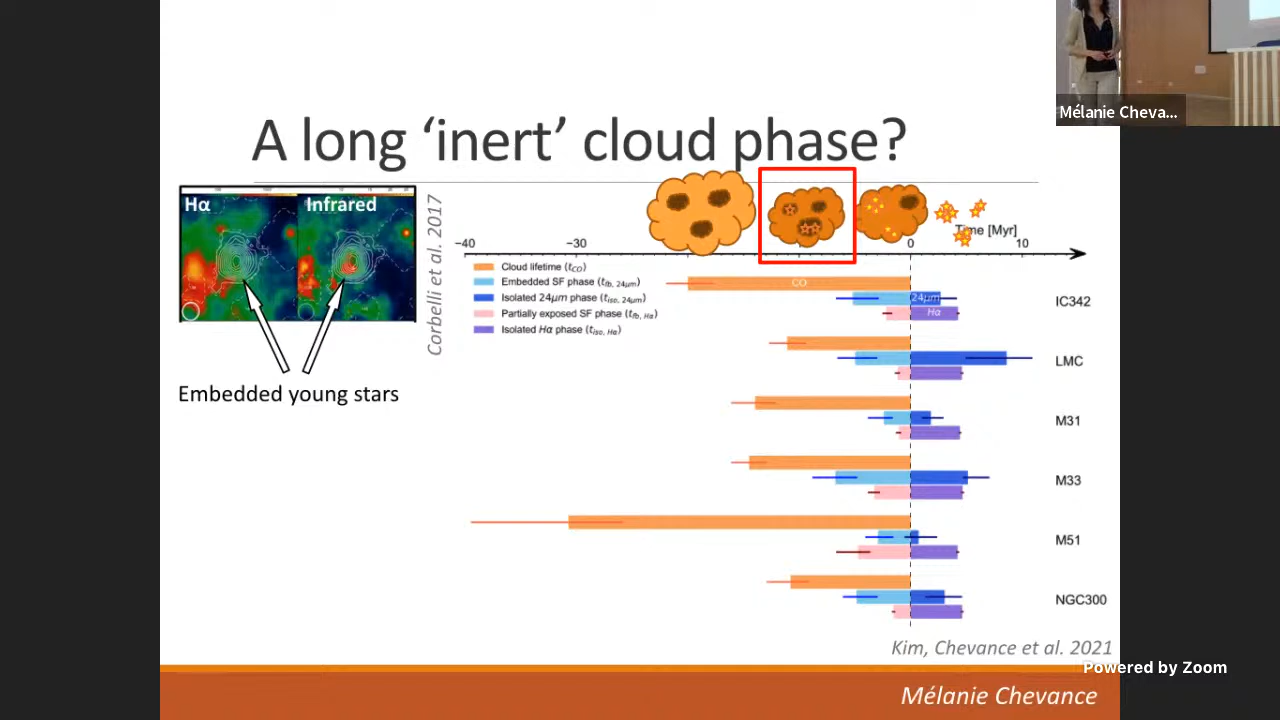 Mélanie Cheva...
A long ‘inert’ cloud phase?
Hα
Infrared
Corbelli et al. 2017
Embedded young stars
Time [Myr]
−40
−30
0
10
Cloud lifetime (tCO)
Embedded SF phase (tfb, 24μm)
Isolated 24μm phase (tiso, 24μm)
Partially exposed SF phase (tfb, Hα)
Isolated Hα phase (tiso, Hα)
CO
24μm
Hα
IC342
LMC
M31
M33
M51
NGC300
Kim, Chevance et al. 2021
Powered by Zoom
Mélanie Chevance